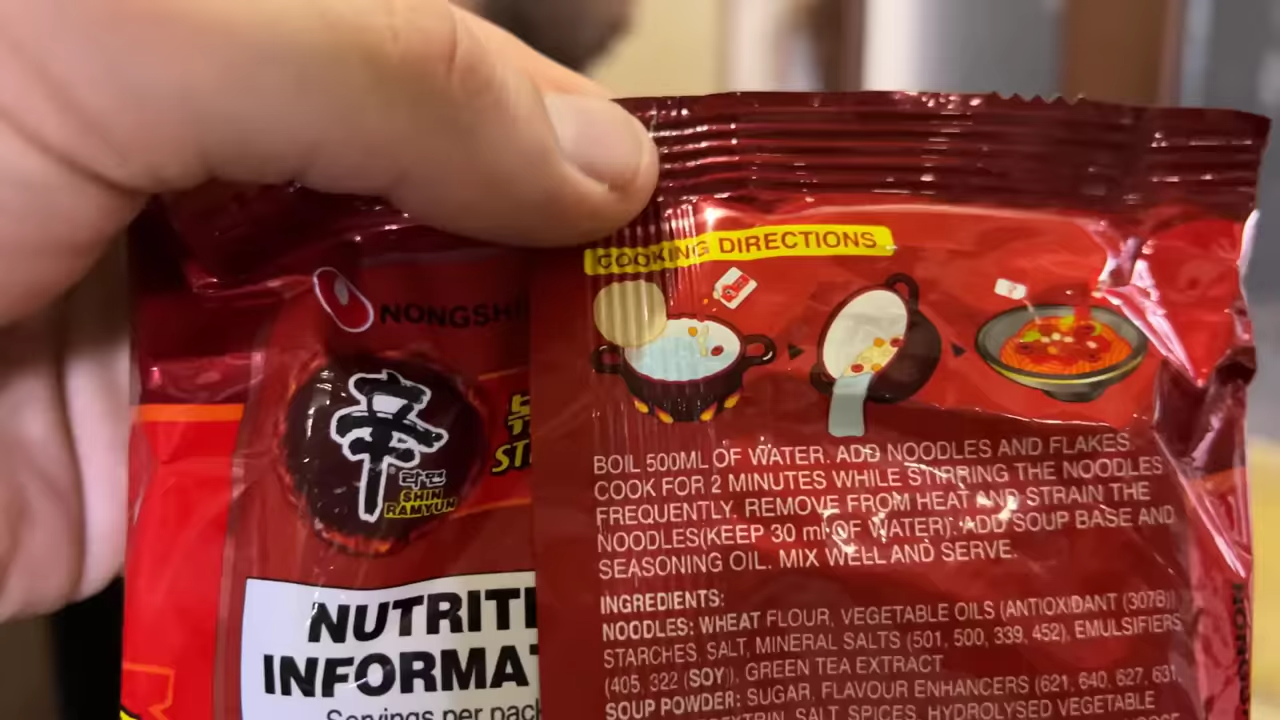 COOKING DIRECTIONS
NONGSHI
辛
라면
SHIN
RAMYUN
ST
NUTRITI
INFORMAT
Servings per pack
BOIL 500ML OF WATER. ADD NOODLES AND FLAKES.
COOK FOR 2 MINUTES WHILE STIRRING THE NOODLES
FREQUENTLY. REMOVE FROM HEAT AND STRAIN THE
NOODLES(KEEP 30 ml OF WATER). ADD SOUP BASE AND
SEASONING OIL. MIX WELL AND SERVE.
INGREDIENTS:
NOODLES: WHEAT FLOUR, VEGETABLE OILS (ANTIOXIDANT (307B)),
STARCHES, SALT, MINERAL SALTS (501, 500, 339, 452), EMULSIFIERS
(405, 322 (SOY)), GREEN TEA EXTRACT
SOUP POWDER: SUGAR, FLAVOUR ENHANCERS (621, 640, 627, 631,
SALT, SPICES, HYDROLYSED VEGETABLE